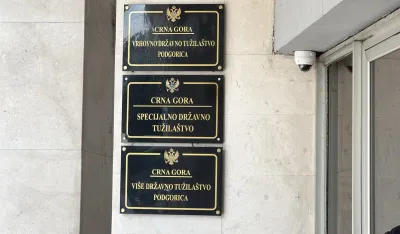 CRNA GORA
VRHOVNO DRŽAVNO TUŽILAŠTVO
PODGORICA
CRNA GORA
SPECIJALNO DRŽAVNO
TUŽILAŠTVO
CRNA GORA
VIŠE DRŽAVNO TUŽILAŠTVO
PODGORICA